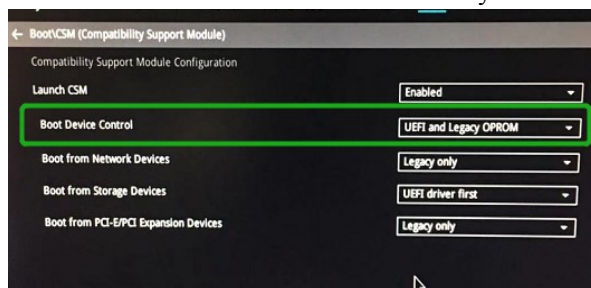 ← Boot\CSM (Compatibility Support Module)
Compatibility Support Module Configuration
Launch CSM Enabled
Boot Device Control UEFI and Legacy OPROM
Boot from Network Devices Legacy only
Boot from Storage Devices UEFI driver first
Boot from PCI-E/PCI Expansion Devices Legacy only